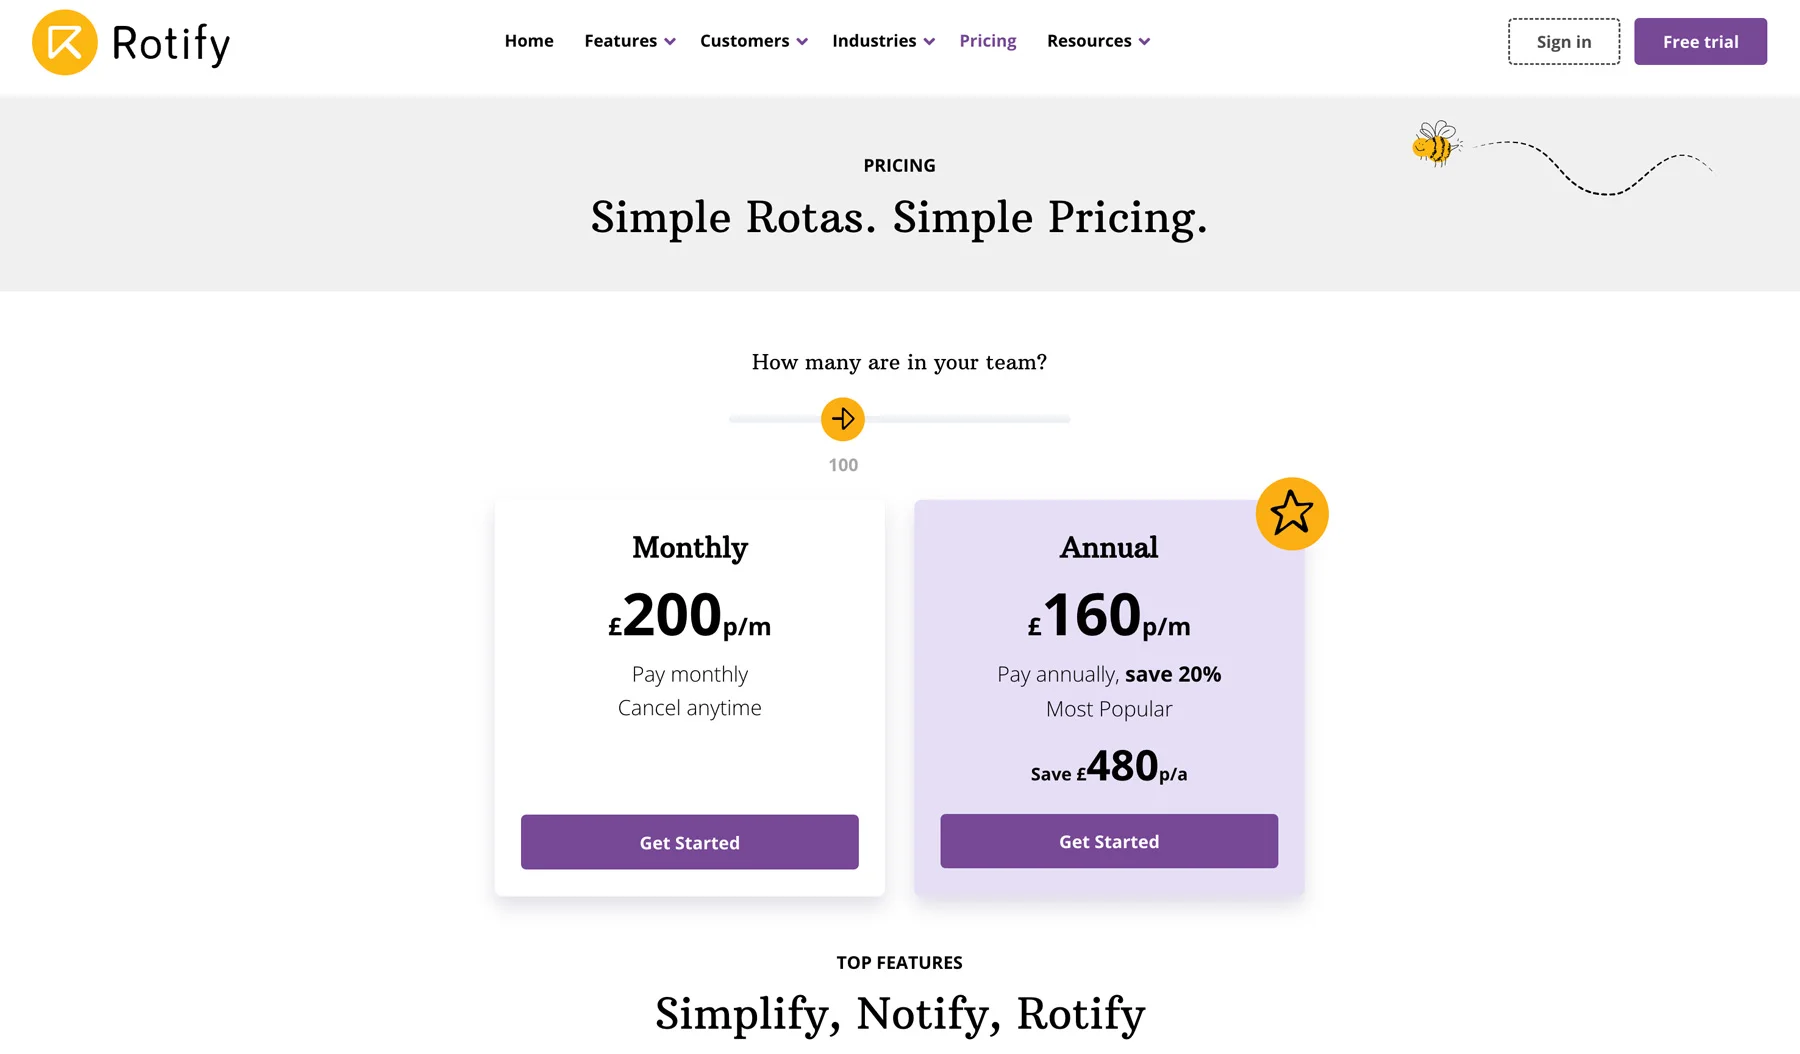 Rotify
Home Features Customers Industries Pricing Resources
Sign in
Free trial
PRICING
Simple Rotas. Simple Pricing.
How many are in your team?
100
Monthly
£200p/m
Pay monthly
Cancel anytime
Get Started
Annual
£160p/m
Pay annually, save 20%
Most Popular
Save £480p/a
Get Started
TOP FEATURES
Simplify, Notify, Rotify